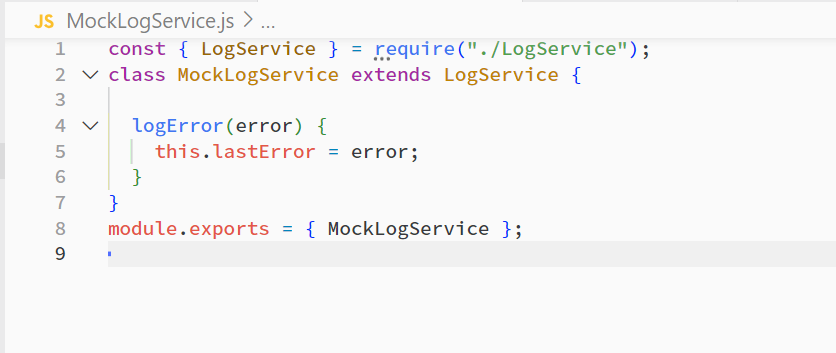 JS MockLogService.js > ...
1 const { LogService } = require("./LogService");
2 class MockLogService extends LogService {
3
4 logError(error) {
5 this.lastError = error;
6 }
7 }
8 module.exports = { MockLogService };
9